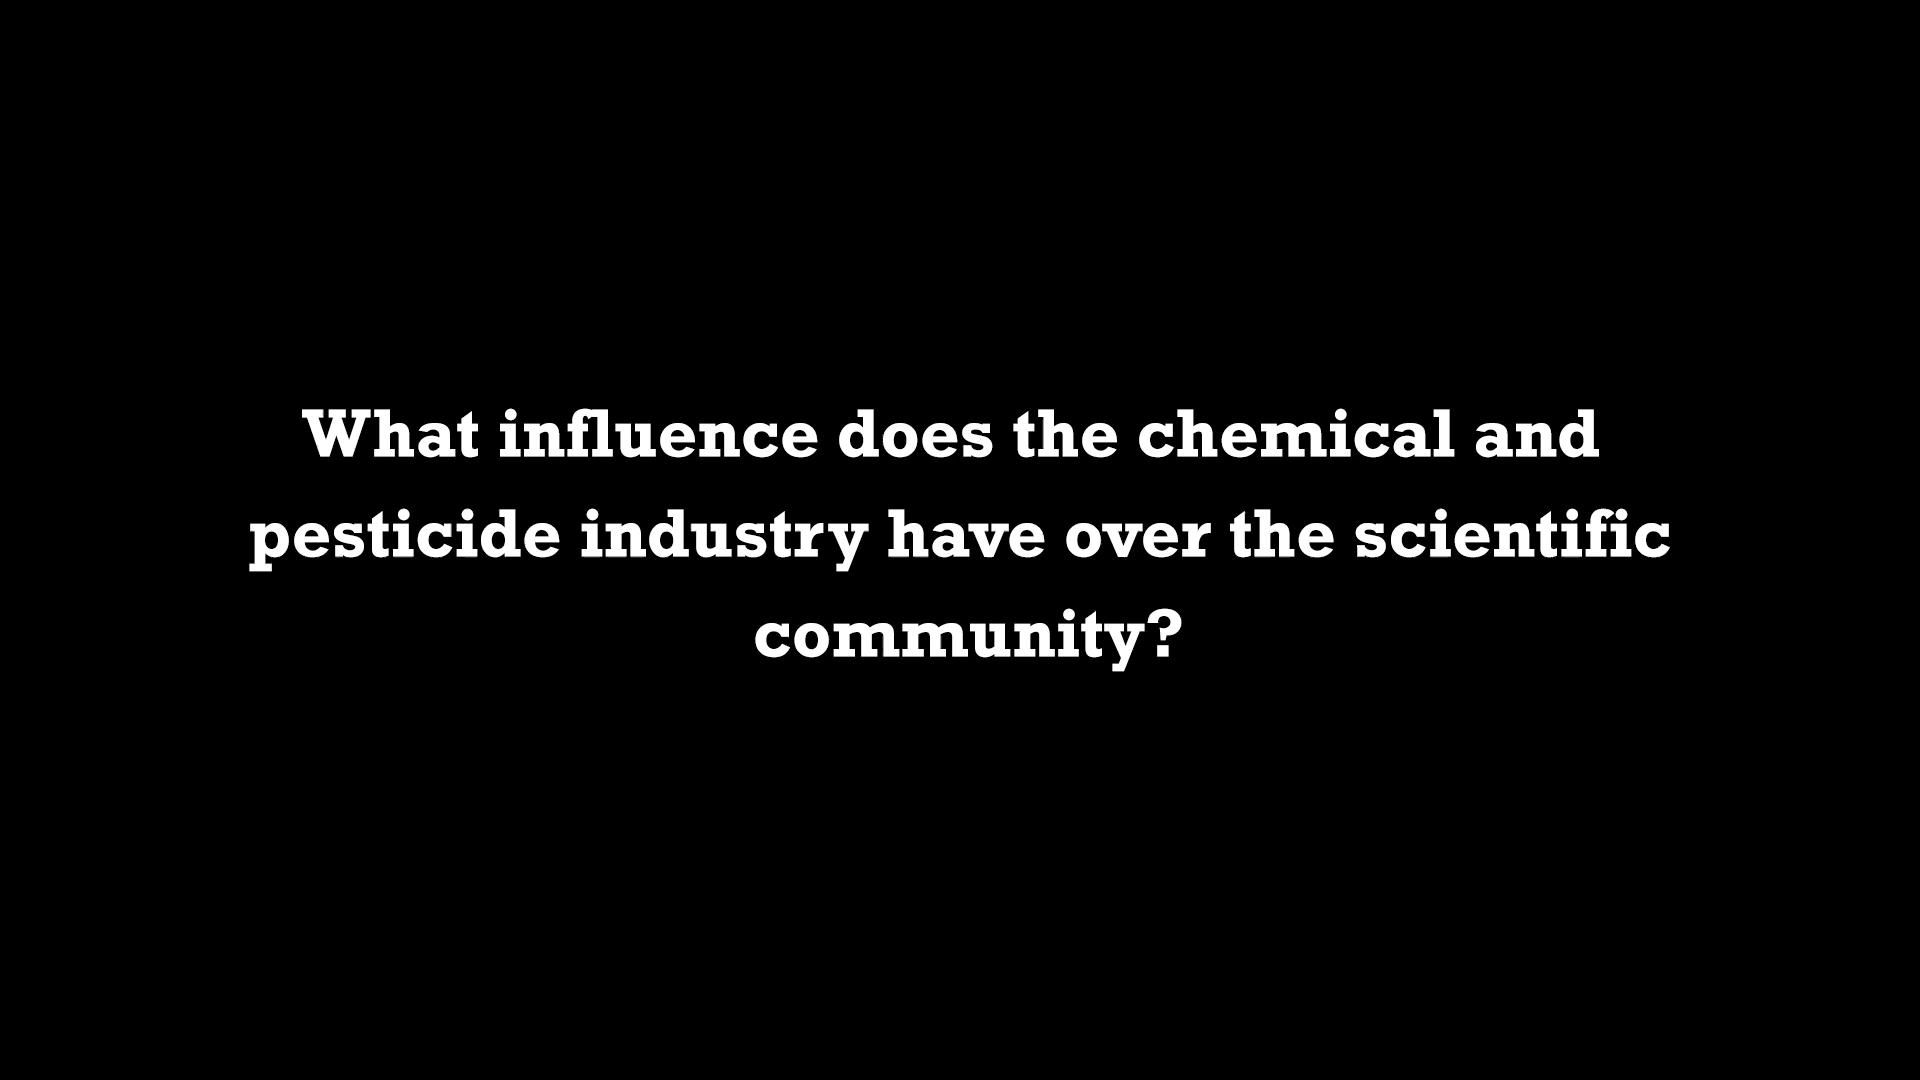 What influence does the chemical and
pesticide industry have over the scientific
community?